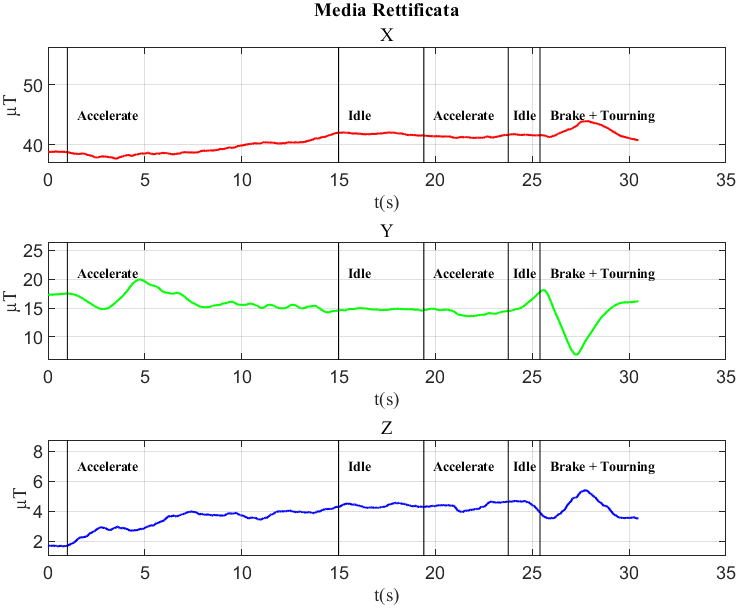 Media Rettificata
X
50
40
μT
Accelerate Idle Accelerate Idle Brake + Tourning
0 5 10 15 20 25 30 35
t(s)
Y
25
20
15
10
μT
Accelerate Idle Accelerate Idle Brake + Tourning
0 5 10 15 20 25 30 35
t(s)
Z
8
6
4
2
μT
Accelerate Idle Accelerate Idle Brake + Tourning
0 5 10 15 20 25 30 35
t(s)